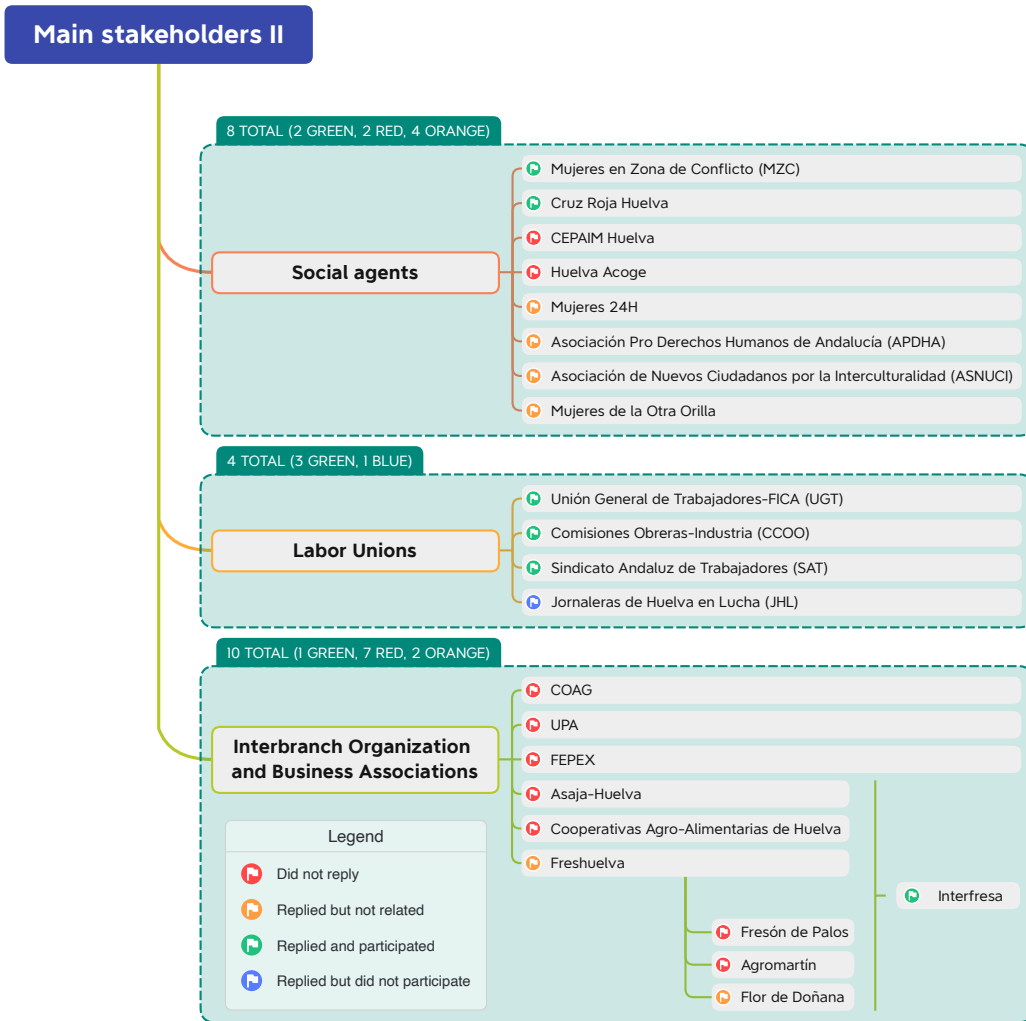 Main stakeholders II
8 TOTAL (2 GREEN, 2 RED, 4 ORANGE)
Social agents
Mujeres en Zona de Conflicto (MZC)
Cruz Roja Huelva
CEPAIM Huelva
Huelva Acoge
Mujeres 24H
Asociación Pro Derechos Humanos de Andalucía (APDHA)
Asociación de Nuevos Ciudadanos por la Interculturalidad (ASNUCI)
Mujeres de la Otra Orilla
4 TOTAL (3 GREEN, 1 BLUE)
Labor Unions
Unión General de Trabajadores-FICA (UGT)
Comisiones Obreras-Industria (CCOO)
Sindicato Andaluz de Trabajadores (SAT)
Jornaleras de Huelva en Lucha (JHL)
10 TOTAL (1 GREEN, 7 RED, 2 ORANGE)
Interbranch Organization
and Business Associations
COAG
UPA
FEPEX
Asaja-Huelva
Cooperativas Agro-Alimentarias de Huelva
Freshuelva
Interfresa
Fresón de Palos
Agromartín
Flor de Doñana
Legend
Did not reply
Replied but not related
Replied and participated
Replied but did not participate